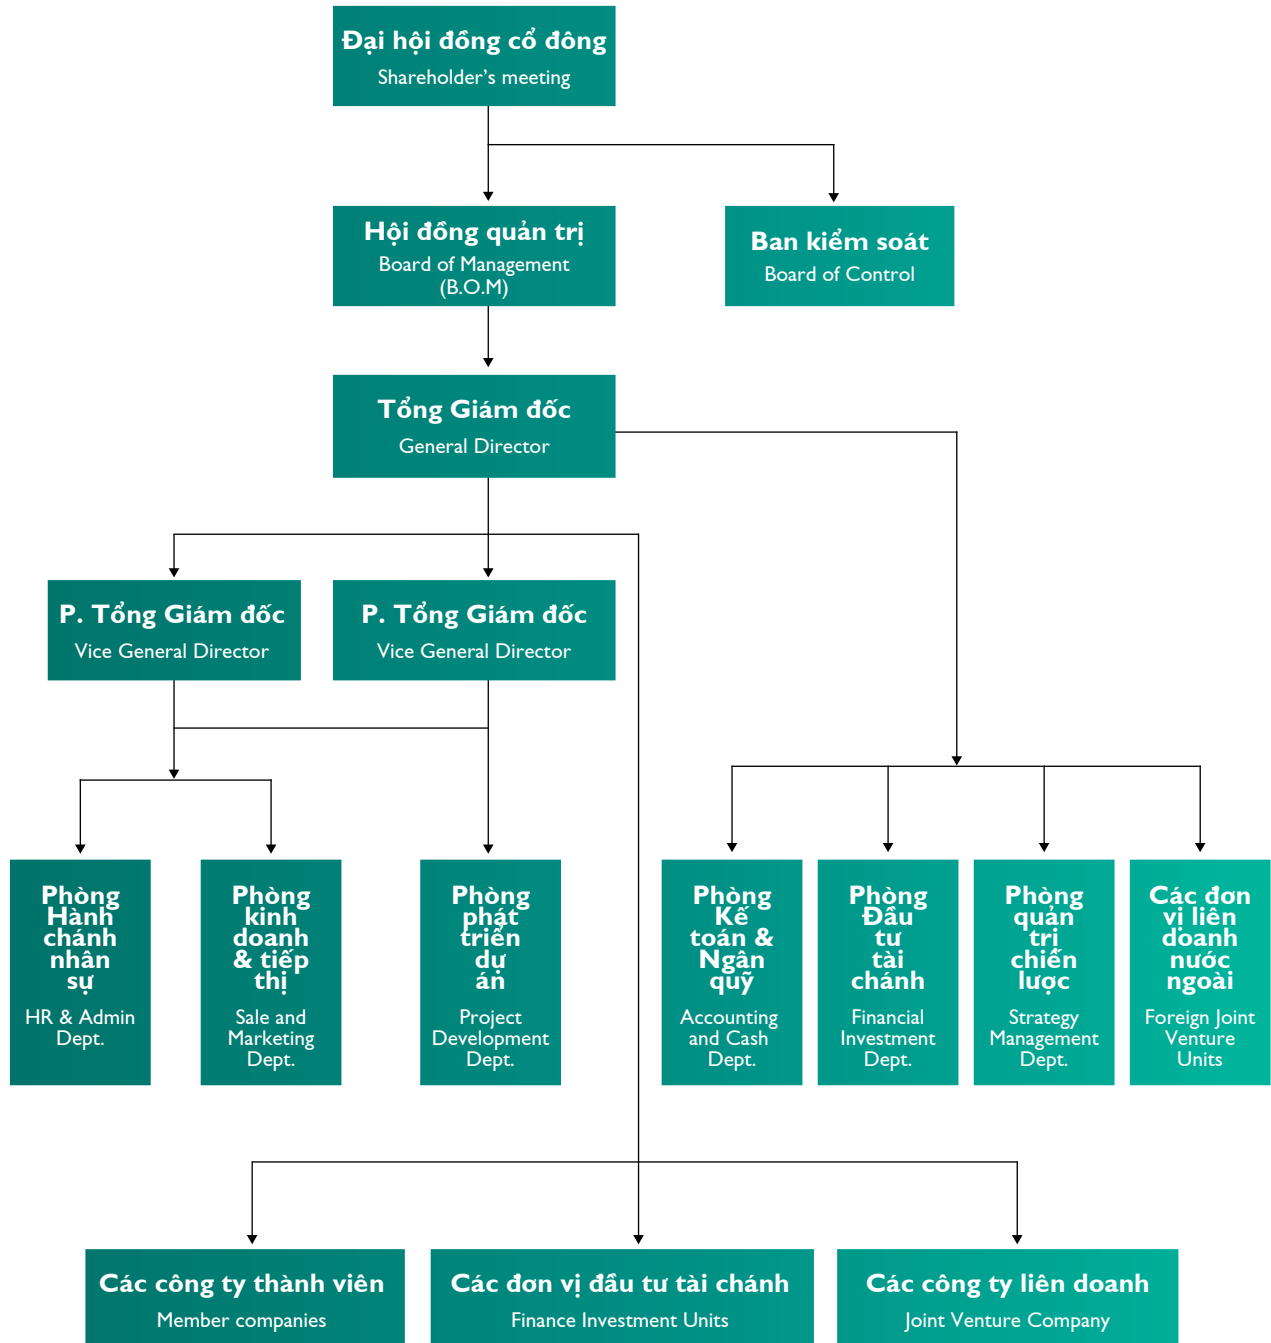 Đại hội đồng cổ đông
Shareholder's meeting
Hội đồng quản trị
Board of Management
(B.O.M)
Ban kiểm soát
Board of Control
Tổng Giám đốc
General Director
P. Tổng Giám đốc
Vice General Director
P. Tổng Giám đốc
Vice General Director
Phòng
Hành
chánh
nhân
sự
HR & Admin
Dept.
Phòng
kinh
doanh
& tiếp
thị
Sale and
Marketing
Dept.
Phòng
phát
triển
dự
án
Project
Development
Dept.
Phòng
Kế
toán &
Ngân
quỹ
Accounting
and Cash
Dept.
Phòng
Đầu
tư
tài
chánh
Financial
Investment
Dept.
Phòng
quản
trị
chiến
lược
Strategy
Management
Dept.
Các đơn
vị liên
doanh
nước
ngoài
Foreign Joint
Venture
Units
Các công ty thành viên
Member companies
Các đơn vị đầu tư tài chánh
Finance Investment Units
Các công ty liên doanh
Joint Venture Company